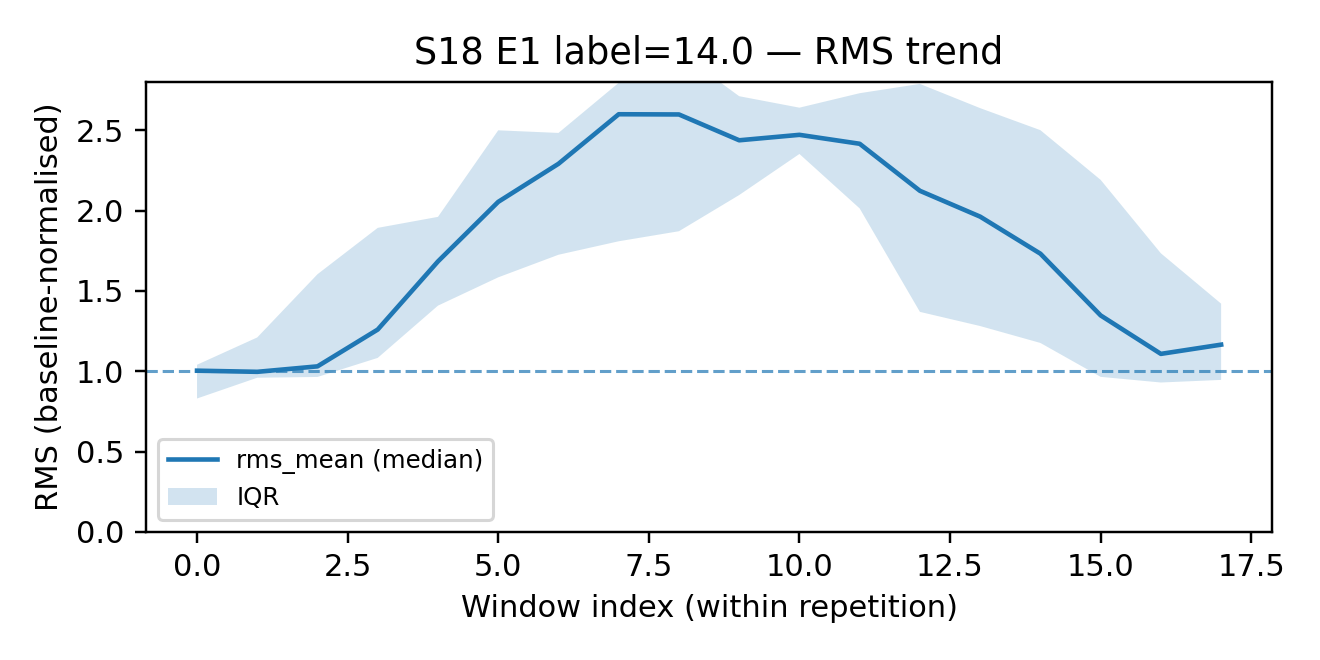 S18 E1 label=14.0 — RMS trend
RMS (baseline-normalised)
2.5
2.0
1.5
1.0
0.5
0.0
rms_mean (median)
IQR
0.0 2.5 5.0 7.5 10.0 12.5 15.0 17.5
Window index (within repetition)